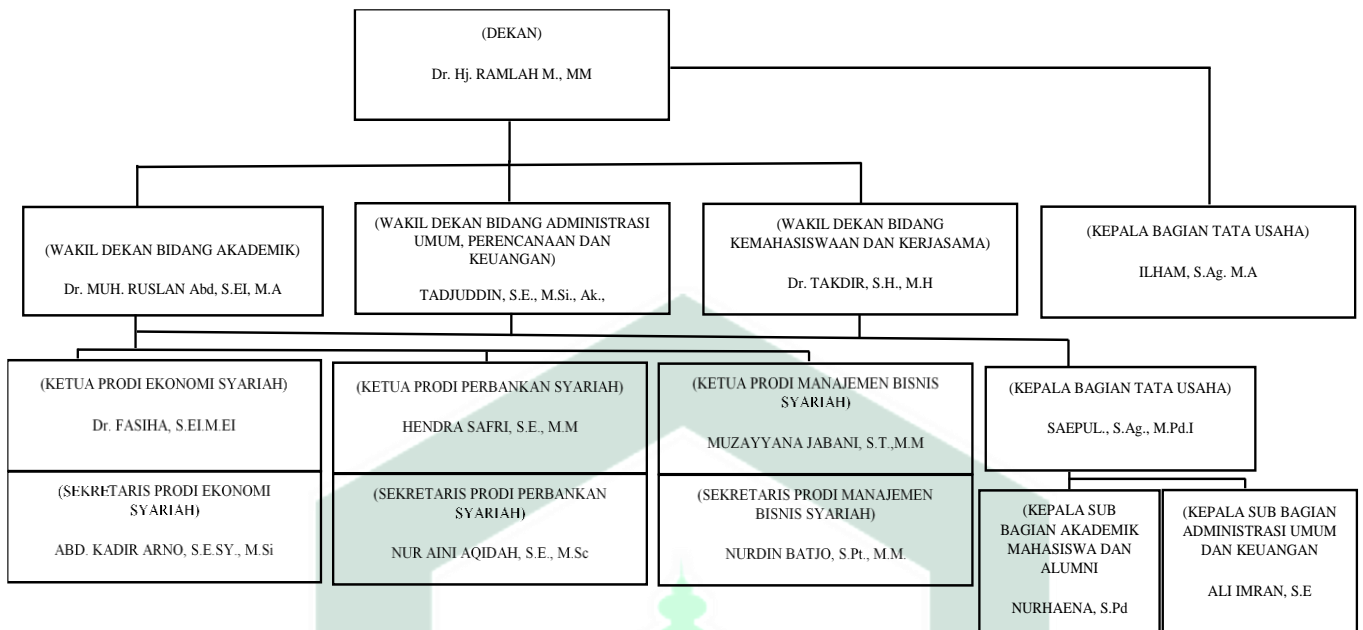 (DEKAN)
Dr. Hj. RAMLAH M., MM
(WAKIL DEKAN BIDANG AKADEMIK)
Dr. MUH. RUSLAN Abd, S.EI, M.A
(WAKIL DEKAN BIDANG ADMINISTRASI
UMUM, PERENCANAAN DAN
KEUANGAN)
TADJUDDIN, S.E., M.Si., Ak.,
(WAKIL DEKAN BIDANG
KEMAHASISWAAN DAN KERJASAMA)
Dr. TAKDIR, S.H., M.H
(KEPALA BAGIAN TATA USAHA)
ILHAM, S.Ag. M.A
(KETUA PRODI EKONOMI SYARIAH)
Dr. FASIHA, S.EI.M.EI
(KETUA PRODI PERBANKAN SYARIAH)
HENDRA SAFRI, S.E., M.M
(KETUA PRODI MANAJEMEN BISNIS
SYARIAH)
MUZAYYANA JABANI, S.T.,M.M
(KEPALA BAGIAN TATA USAHA)
SAEPUL., S.Ag., M.Pd.I
(SEKRETARIS PRODI EKONOMI
SYARIAH)
ABD. KADIR ARNO, S.E.SY., M.Si
(SEKRETARIS PRODI PERBANKAN
SYARIAH)
NUR AINI AQIDAH, S.E., M.Sc
(SEKRETARIS PRODI MANAJEMEN
BISNIS SYARIAH)
NURDIN BATJO, S.Pt., M.M.
(KEPALA SUB
BAGIAN AKADEMIK
MAHASISWA DAN
ALUMNI
NURHAENA, S.Pd
(KEPALA SUB BAGIAN
ADMINISTRASI UMUM
DAN KEUANGAN
ALI IMRAN, S.E